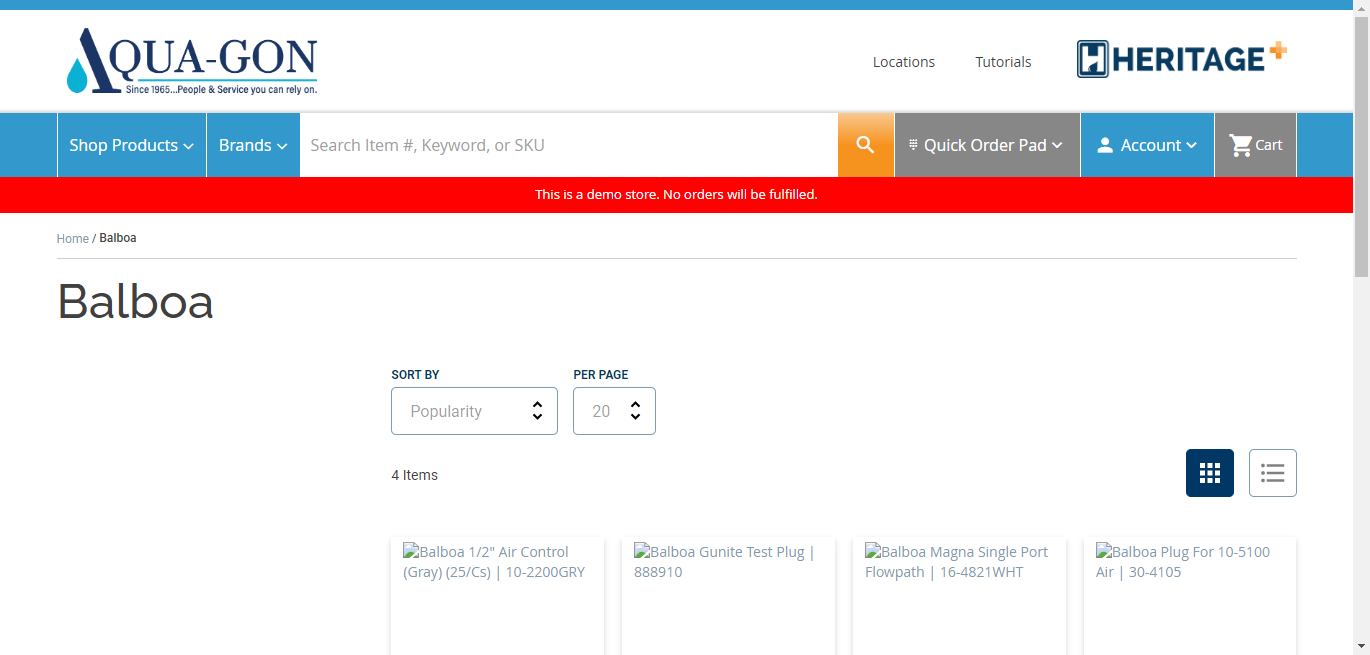 AQUA-GON
Since 1965...People & Service you can rely on.
Locations
Tutorials
HERITAGE+
Shop Products
Brands
Search Item #, Keyword, or SKU
Quick Order Pad
Account
Cart
This is a demo store. No orders will be fulfilled.
Home / Balboa
Balboa
SORT BY
PER PAGE
Popularity
20
4 Items
Balboa 1/2" Air Control
(Gray) (25/Cs) | 10-2200GRY
Balboa Gunite Test Plug |
888910
Balboa Magna Single Port
Flowpath | 16-4821WHT
Balboa Plug For 10-5100
Air | 30-4105